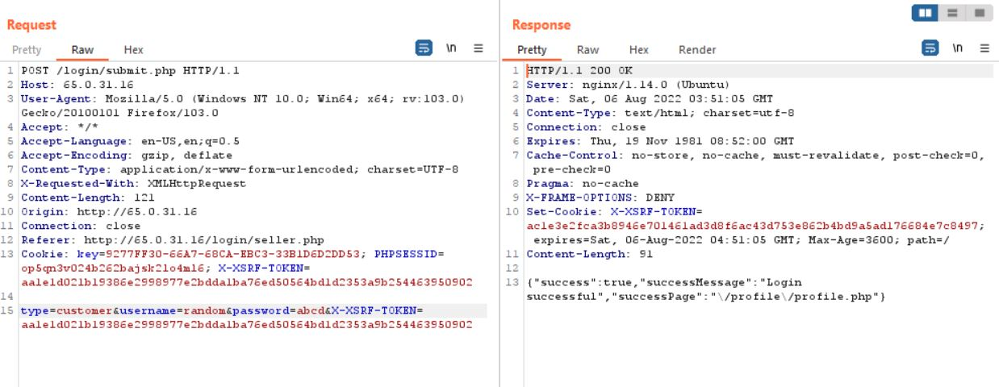 Request
Pretty Raw Hex \n
1 POST /login/submit.php HTTP/1.1
2 Host: 65.0.31.16
3 User-Agent: Mozilla/5.0 (Windows NT 10.0; Win64; x64; rv:103.0)
Gecko/20100101 Firefox/103.0
4 Accept: */*
5 Accept-Language: en-US,en;q=0.5
6 Accept-Encoding: gzip, deflate
7 Content-Type: application/x-www-form-urlencoded; charset=UTF-8
8 X-Requested-With: XMLHttpRequest
9 Content-Length: 121
10 Origin: http://65.0.31.16
11 Connection: close
12 Referer: http://65.0.31.16/login/seller.php
13 Cookie: key=9277FF30-66A7-68CA-EBC3-33B1D6D2DD53; PHPSESSID=
op5qn3v024b262bajsk21o4ml6; X-XSRF-TOKEN=
aa1e1d021b19386e2998977e2bdda1ba76ed50564bd1d2353a9b254463950902
14
15 type=customer&username=random&password=abcd&X-XSRF-TOKEN=
aa1e1d021b19386e2998977e2bdda1ba76ed50564bd1d2353a9b254463950902
Response
Pretty Raw Hex Render \n
1 HTTP/1.1 200 OK
2 Server: nginx/1.14.0 (Ubuntu)
3 Date: Sat, 06 Aug 2022 03:51:05 GMT
4 Content-Type: text/html; charset=utf-8
5 Connection: close
6 Expires: Thu, 19 Nov 1981 08:52:00 GMT
7 Cache-Control: no-store, no-cache, must-revalidate, post-check=0,
pre-check=0
8 Pragma: no-cache
9 X-FRAME-OPTIONS: DENY
10 Set-Cookie: X-XSRF-TOKEN=
ac1e3e2fca3b8946e701461ad3d8f6ac43d753e862b4bd9a5ad176684e7c8497;
expires=Sat, 06-Aug-2022 04:51:05 GMT; Max-Age=3600; path=/
11 Content-Length: 91
12
13 {"success":true,"successMessage":"Login
successful","successPage":"\/profile\/profile.php"}